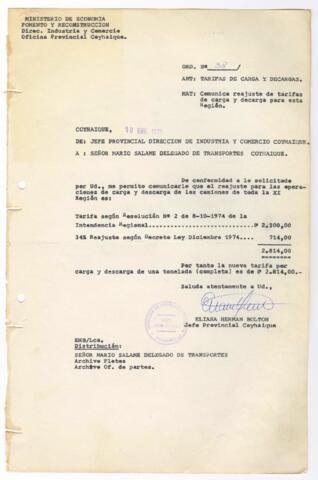 MINISTERIO DE ECONOMIA
FOMENTO Y RECONSTRUCCION
Direc. Industria y Comercio
Oficina Provincial Coyhaique.
ORD. Nº 38 /
ANT: TARIFAS DE CARGA Y DECARGAS.
MAT: Comunica reajuste de tarifas
de carga y decarga para esta
Región.
COYHAIQUE, 10 ENE.
DE: JEFE PROVINCIAL DIRECCION DE INDUSTRIA Y COMERCIO COYHAIQUE.
A : SEÑOR MARIO SALAME DELEGADO DE TRANSPORTES COYHAIQUE.
De conformidad a lo solicitado
por Ud., me permito comunicarle que el reajuste para las opera-
ciones de carga y descarga de los camiones de toda la XI
Región es:
Tarifa según Resolución Nº 2 de 8-10-1974 de la
Intendencia Regional 2.100.00
34% Reajuste según Decreto Ley Diciembre 1974 714,00
2.814.00
Por tanto la nueva tarifa por
carga y descarga de una tonelada (completa) es de 2.814.00.-
Saluda atentamente a Ud.,
ELIANA HERMAN BOLTON
Jefe Provincial Coyhaique
EHB/Lcs.
Distribución:
SEÑOR MARIO SALAME DELEGADO DE TRANSPORTES
Archivo Fletes
Archivo Of. de partes.